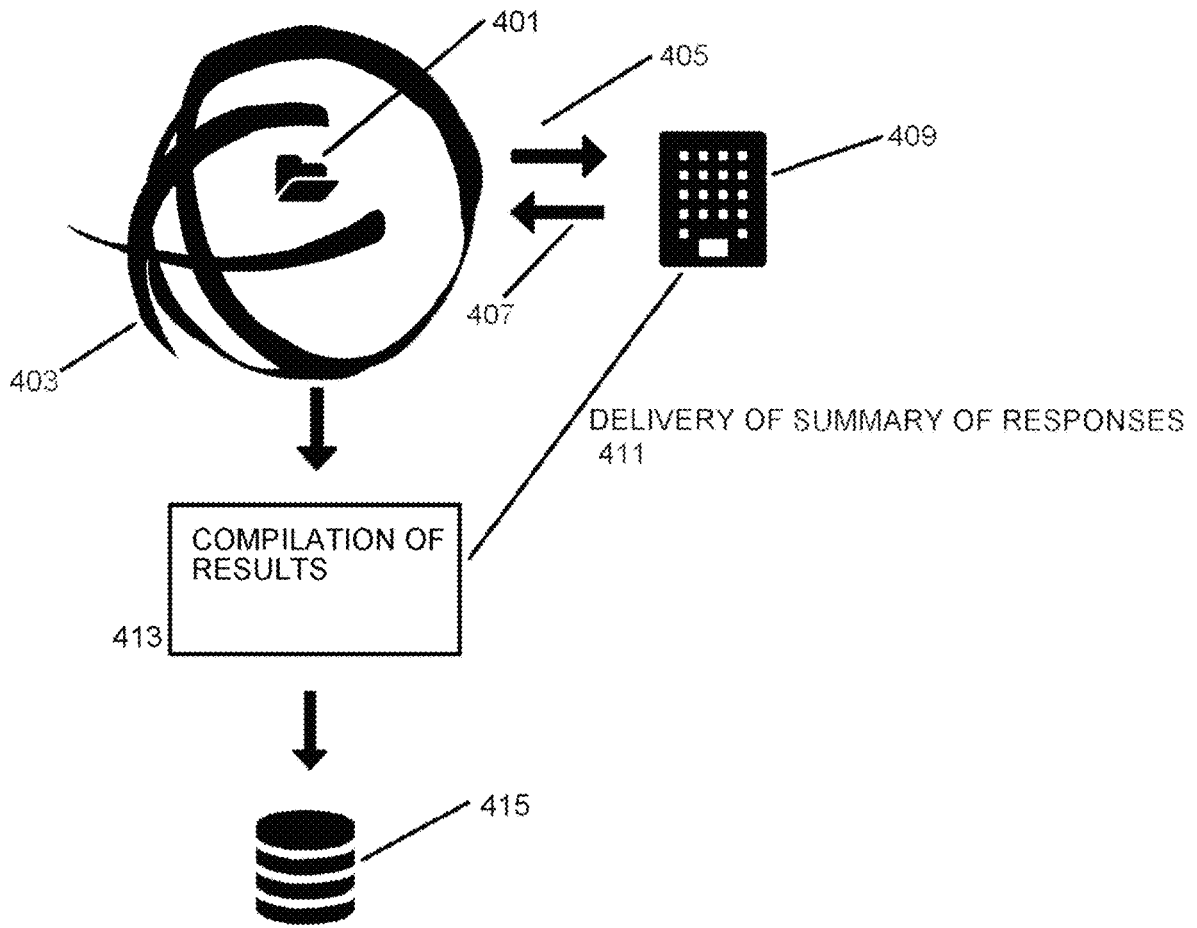 401
405
409
407
403
DELIVERY OF SUMMARY OF RESPONSES
411
COMPILATION OF
RESULTS
413
415